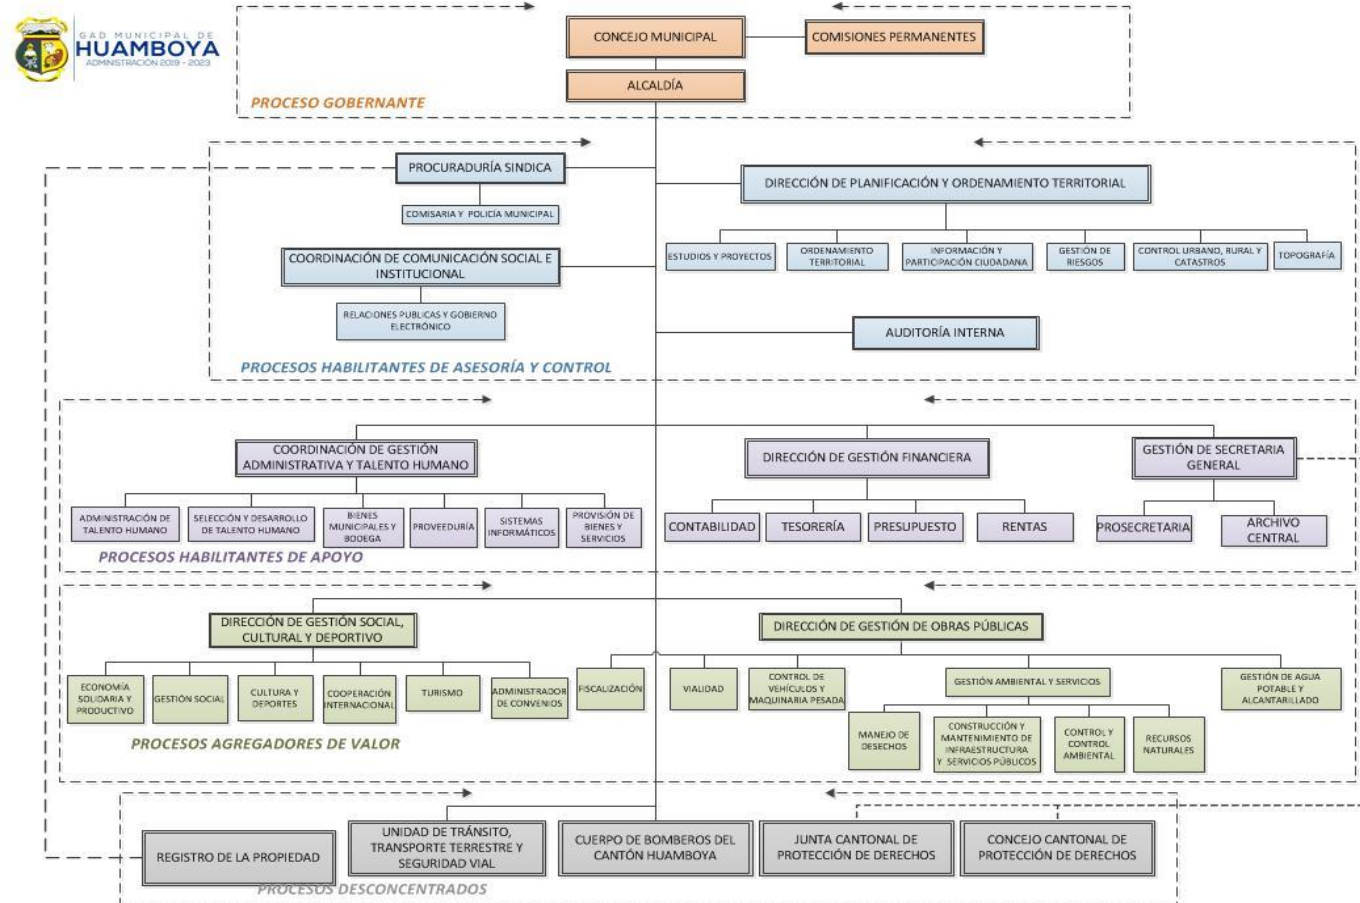 GAD MUNICIPAL DE
HUAMBOYA
ADMINISTRACIÓN 2019 - 2023
CONCEJO MUNICIPAL
COMISIONES PERMANENTES
ALCALDÍA
PROCESO GOBERNANTE
PROCURADURÍA SINDICA
DIRECCIÓN DE PLANIFICACIÓN Y ORDENAMIENTO TERRITORIAL
COMISARIA Y POLICÍA MUNICIPAL
ESTUDIOS Y PROYECTOS
ORDENAMIENTO
TERRITORIAL
INFORMACIÓN Y
PARTICIPACIÓN CIUDADANA
GESTIÓN DE
RIESGOS
CONTROL URBANO, RURAL Y
CATASTROS
TOPOGRAFÍA
COORDINACIÓN DE COMUNICACIÓN SOCIAL E
INSTITUCIONAL
RELACIONES PUBLICAS Y GOBIERNO
ELECTRÓNICO
AUDITORÍA INTERNA
PROCESOS HABILITANTES DE ASESORÍA Y CONTROL
COORDINACIÓN DE GESTIÓN
ADMINISTRATIVA Y TALENTO HUMANO
DIRECCIÓN DE GESTIÓN FINANCIERA
GESTIÓN DE SECRETARIA
GENERAL
ADMINISTRACIÓN DE
TALENTO HUMANO
SELECCIÓN Y DESARROLLO
DE TALENTO HUMANO
BIENES
MUNICIPALES Y
BODEGA
PROVEEDURÍA
SISTEMAS
INFORMÁTICOS
PROVISIÓN DE
BIENES Y
SERVICIOS
CONTABILIDAD
TESORERÍA
PRESUPUESTO
RENTAS
PROSECRETARIA
ARCHIVO
CENTRAL
PROCESOS HABILITANTES DE APOYO
DIRECCIÓN DE GESTIÓN SOCIAL,
CULTURAL Y DEPORTIVO
DIRECCIÓN DE GESTIÓN DE OBRAS PÚBLICAS
ECONOMÍA
SOLIDARIA Y
PRODUCTIVO
GESTIÓN SOCIAL
CULTURA Y
DEPORTES
COOPERACIÓN
INTERNACIONAL
TURISMO
ADMINISTRADOR
DE CONVENIOS
FISCALIZACIÓN
VIALIDAD
CONTROL DE
VEHÍCULOS Y
MAQUINARIA PESADA
GESTIÓN AMBIENTAL Y SERVICIOS
GESTIÓN DE AGUA
POTABLE Y
ALCANTARILLADO
MANEJO DE
DESECHOS
CONSTRUCCIÓN Y
MANTENIMIENTO DE
INFRAESTRUCTURA
Y SERVICIOS PÚBLICOS
CONTROL Y
CONTROL
AMBIENTAL
RECURSOS
NATURALES
PROCESOS AGREGADORES DE VALOR
REGISTRO DE LA PROPIEDAD
UNIDAD DE TRÁNSITO,
TRANSPORTE TERRESTRE Y
SEGURIDAD VIAL
CUERPO DE BOMBEROS DEL
CANTÓN HUAMBOYA
JUNTA CANTONAL DE
PROTECCIÓN DE DERECHOS
CONCEJO CANTONAL DE
PROTECCIÓN DE DERECHOS
PROCESOS DESCONCENTRADOS